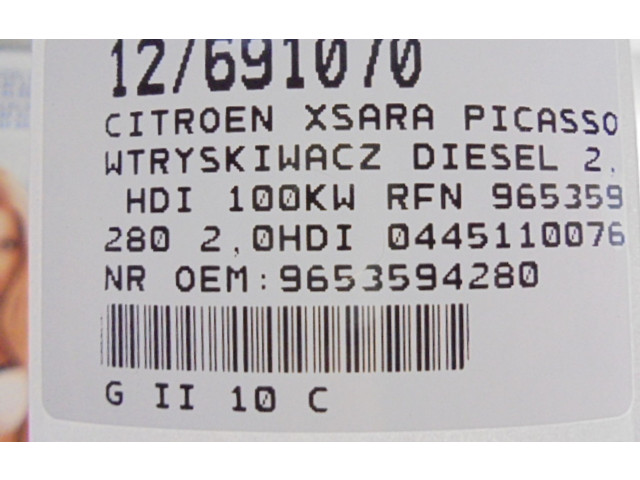 12/691070
CITROEN XSARA PICASSO
WTRYSKIWACZ DIESEL 2,
HDI 100KW RFN 965359
280 2,0HDI 0445110076
NR OEM:9653594280
G II 10 C